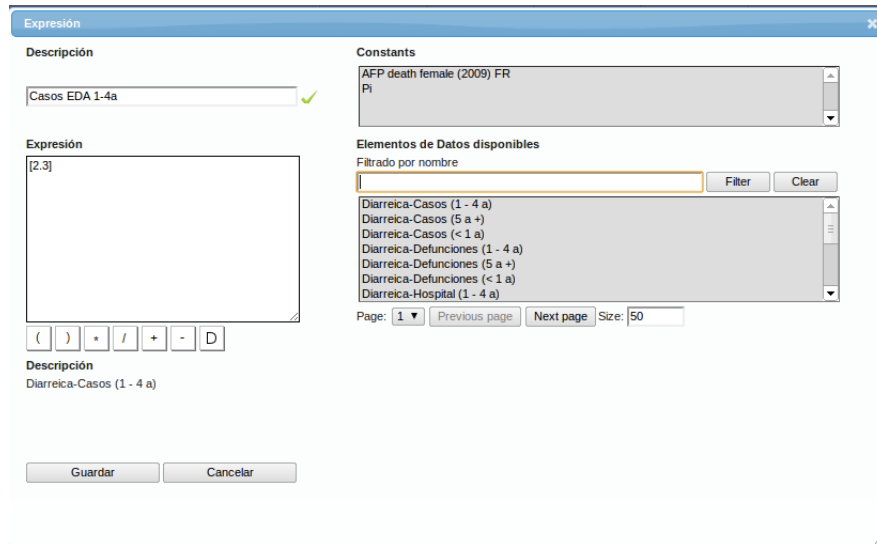 Expresión
Descripción
Casos EDA 1-4a
Expresión
[2.3]
( ) * / + - D
Descripción
Diarreica-Casos (1 - 4 a)
Guardar Cancelar
Constants
AFP death female (2009) FR
Pi
Elementos de Datos disponibles
Filtrado por nombre
Filter Clear
Diarreica-Casos (1 - 4 a)
Diarreica-Casos (5 a +)
Diarreica-Casos (< 1 a)
Diarreica-Defunciones (1 - 4 a)
Diarreica-Defunciones (5 a +)
Diarreica-Defunciones (< 1 a)
Diarreica-Hospital (1 - 4 a)
Page: 1 Previous page Next page Size: 50